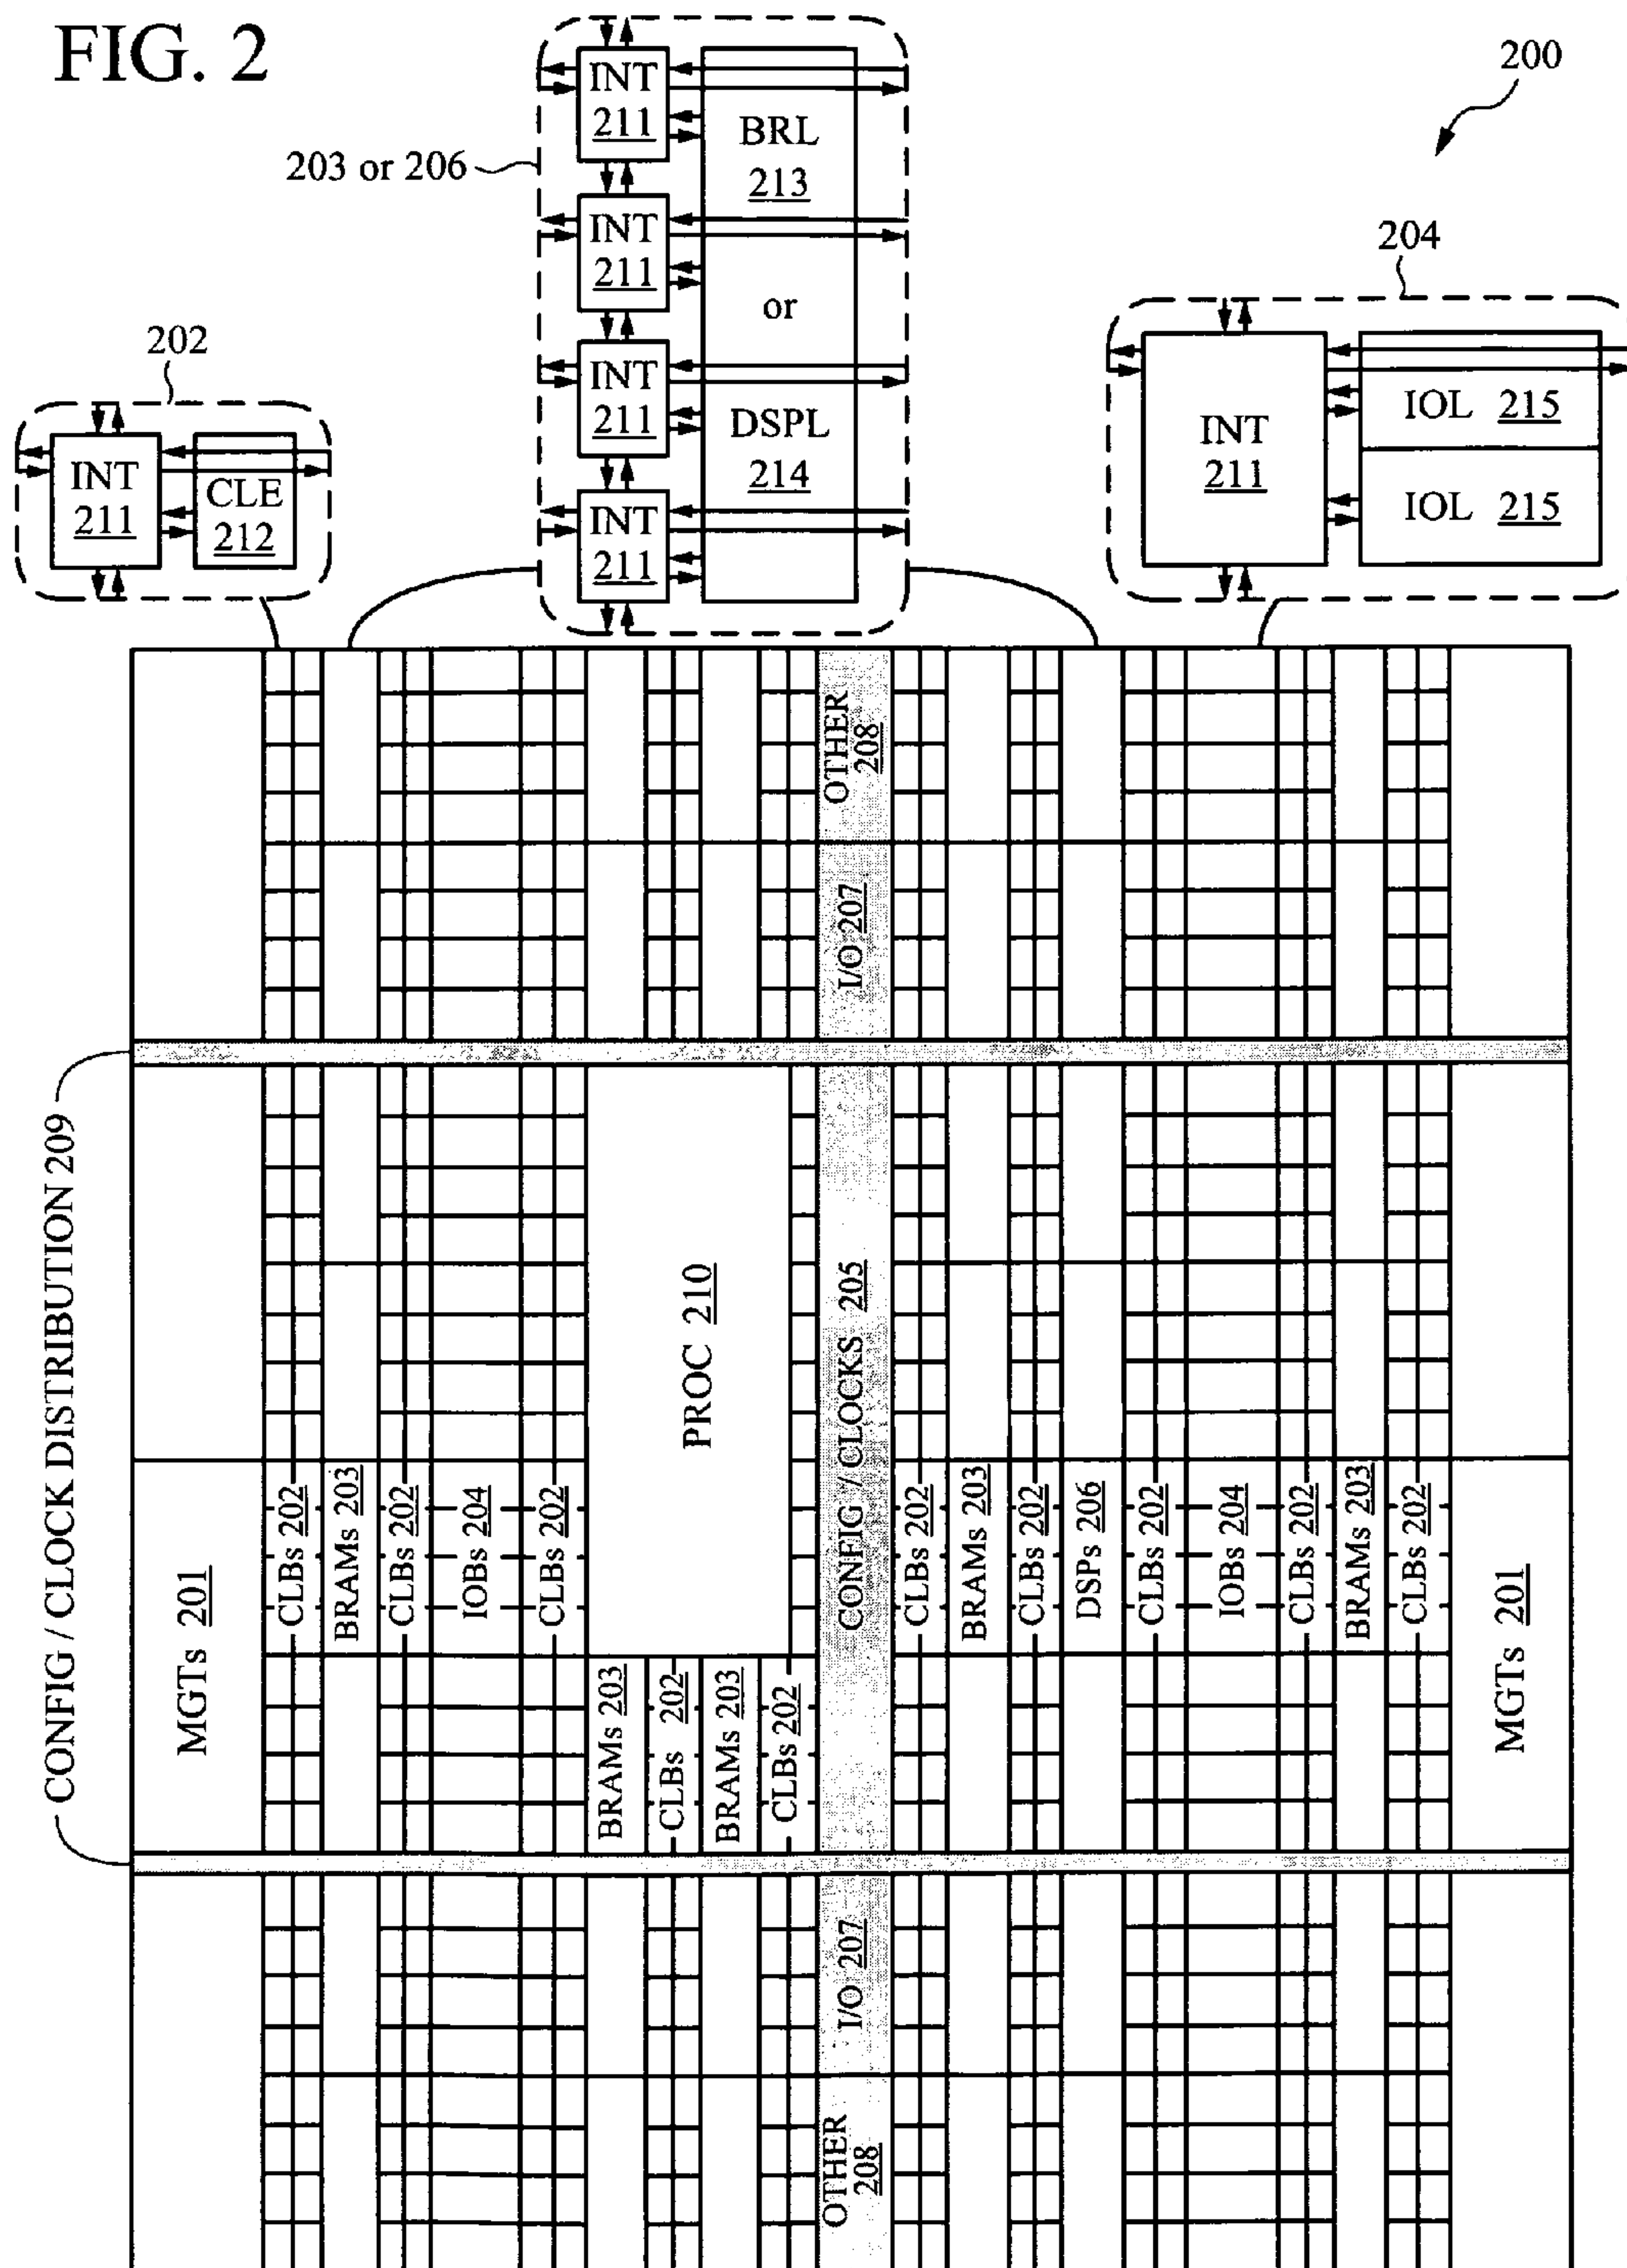 FIG. 2
200
203 or 206
INT
211
BRL
213
INT
211
or
INT
211
DSPL
214
INT
211
204
INT
211
IOL 215
IOL 215
202
INT
211
CLE
212
OTHER
208
I/O 207
CONFIG / CLOCK DISTRIBUTION 209
PROC 210
CONFIG / CLOCKS 205
MGTs 201
CLBs 202
BRAMs 203
CLBs 202
IOBs 204
CLBs 202
BRAMs 203
CLBs 202
BRAMs 203
CLBs 202
CLBs 202
BRAMs 203
CLBs 202
DSPs 206
CLBs 202
IOBs 204
CLBs 202
BRAMs 203
CLBs 202
MGTs 201
I/O 207
OTHER
208